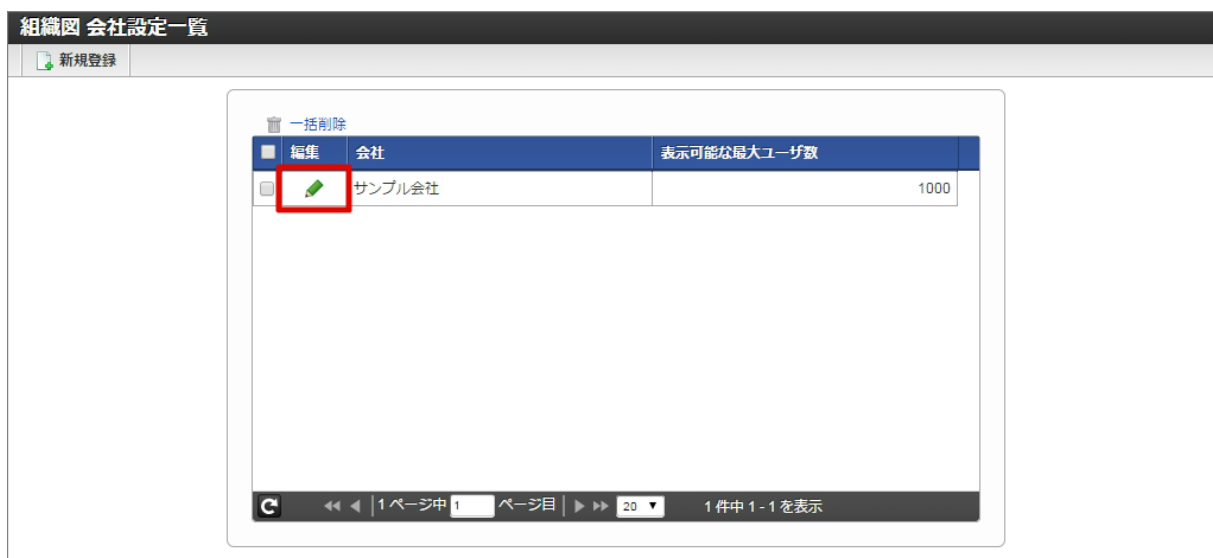 組織図 会社設定一覧
新規登録
一括削除
編集 会社 表示可能な最大ユーザ数
サンプル会社 1000
1 ページ中 1 ページ目 20 1 件中 1 - 1 を表示